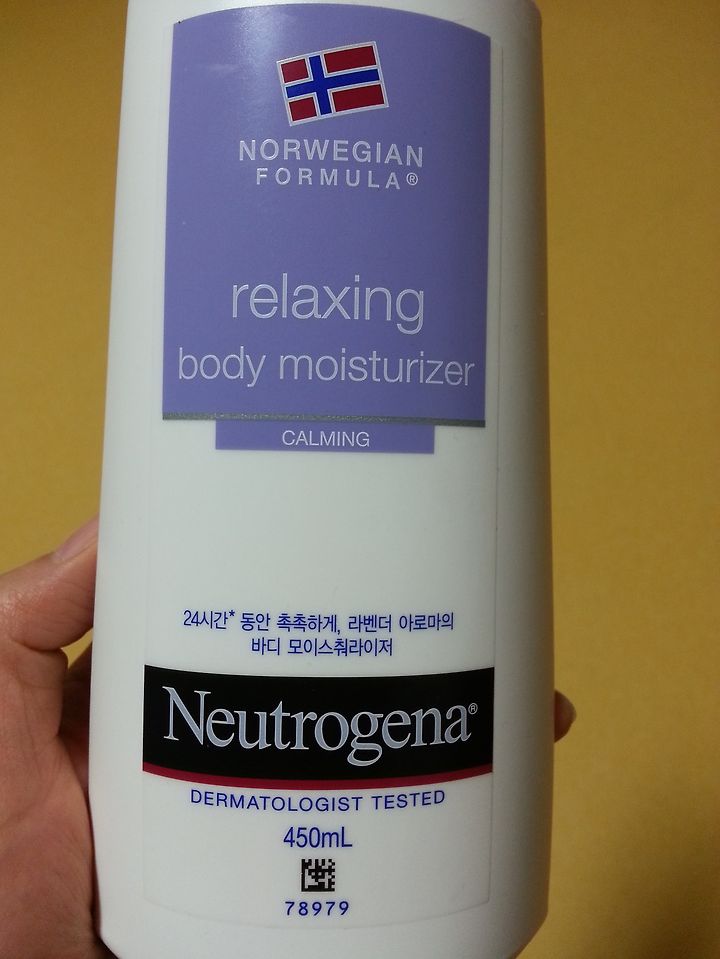 NORWEGIAN
FORMULA®
relaxing
body moisturizer
CALMING
24시간* 동안 촉촉하게, 라벤더 아로마의
바디 모이스춰라이저
Neutrogena®
DERMATOLOGIST TESTED
450mL
78979